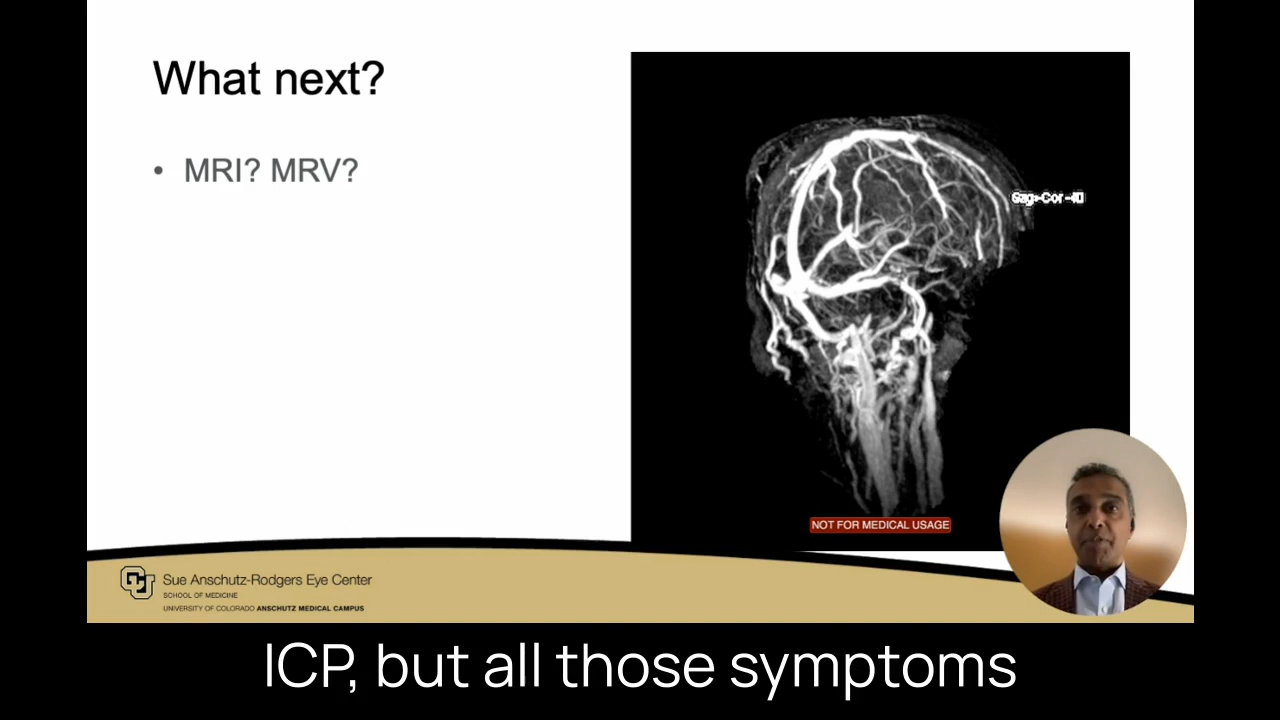 What next?
• MRI? MRV?
NOT FOR MEDICAL USAGE
Sue Anschutz-Rodgers Eye Center
SCHOOL OF MEDICINE
UNIVERSITY OF COLORADO ANSCHUTZ MEDICAL CAMPUS
ICP, but all those symptoms